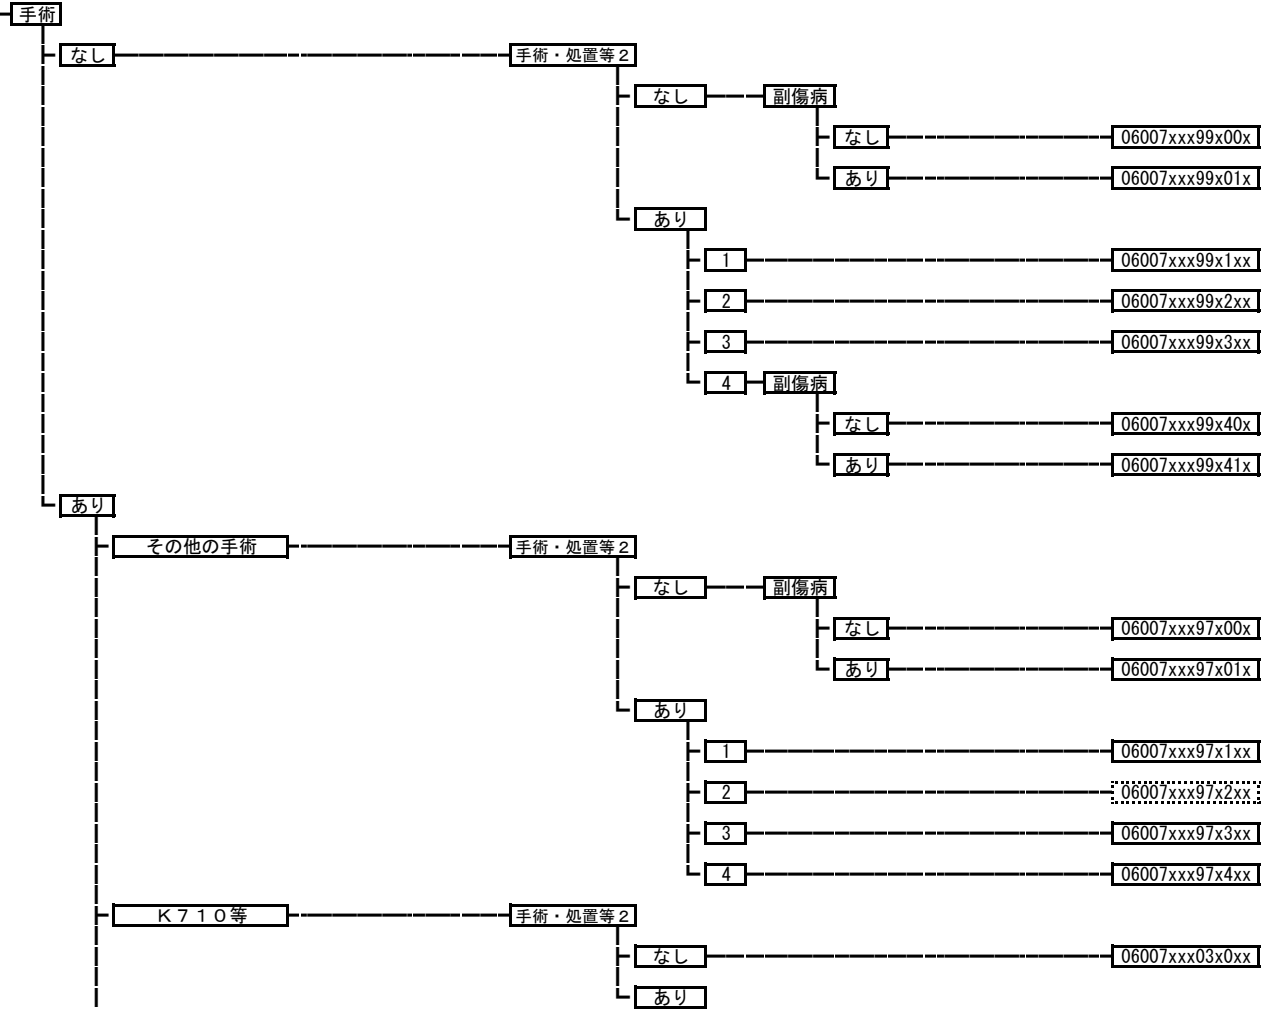 手術
なし 手術・処置等２
なし 副傷病
なし 06007xxx99x00x
あり 06007xxx99x01x
あり
1 06007xxx99x1xx
2 06007xxx99x2xx
3 06007xxx99x3xx
4 副傷病
なし 06007xxx99x40x
あり 06007xxx99x41x
あり
その他の手術 手術・処置等２
なし 副傷病
なし 06007xxx97x00x
あり 06007xxx97x01x
あり
1 06007xxx97x1xx
2 06007xxx97x2xx
3 06007xxx97x3xx
4 06007xxx97x4xx
Ｋ７１０等 手術・処置等２
なし 06007xxx03x0xx
あり